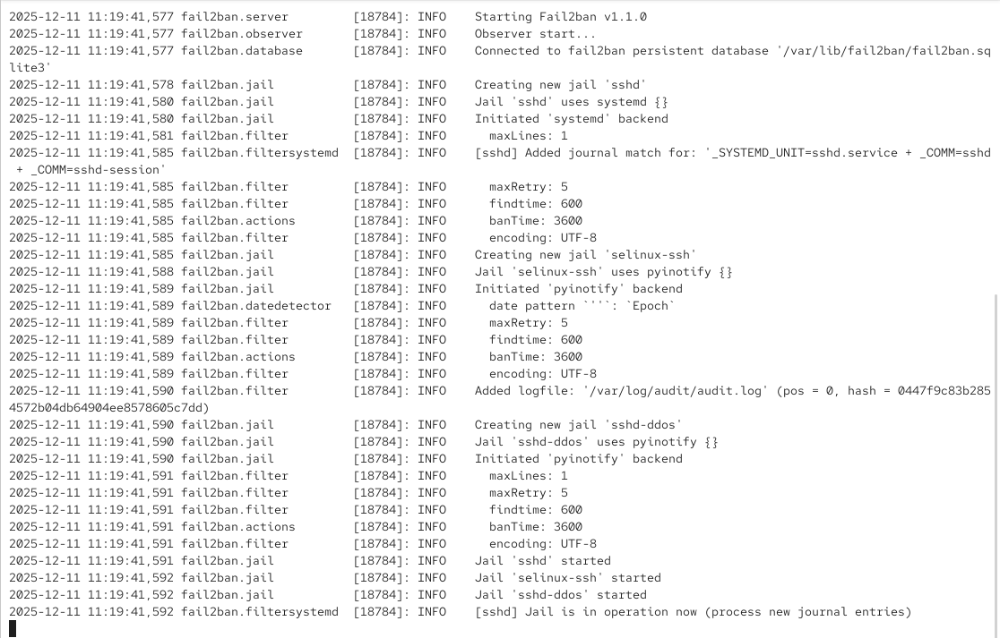 2025-12-11 11:19:41,577 fail2ban.server         [18784]: INFO    Starting Fail2ban v1.1.0
2025-12-11 11:19:41,577 fail2ban.observer       [18784]: INFO    Observer start...
2025-12-11 11:19:41,577 fail2ban.database       [18784]: INFO    Connected to fail2ban persistent database '/var/lib/fail2ban/fail2ban.sq
lite3'
2025-12-11 11:19:41,578 fail2ban.jail           [18784]: INFO    Creating new jail 'sshd'
2025-12-11 11:19:41,580 fail2ban.jail           [18784]: INFO    Jail 'sshd' uses systemd {}
2025-12-11 11:19:41,580 fail2ban.jail           [18784]: INFO    Initiated 'systemd' backend
2025-12-11 11:19:41,581 fail2ban.filter         [18784]: INFO      maxLines: 1
2025-12-11 11:19:41,585 fail2ban.filtersystemd  [18784]: INFO    [sshd] Added journal match for: '_SYSTEMD_UNIT=sshd.service + _COMM=sshd
 + _COMM=sshd-session'
2025-12-11 11:19:41,585 fail2ban.filter         [18784]: INFO      maxRetry: 5
2025-12-11 11:19:41,585 fail2ban.filter         [18784]: INFO      findtime: 600
2025-12-11 11:19:41,585 fail2ban.actions        [18784]: INFO      banTime: 3600
2025-12-11 11:19:41,585 fail2ban.filter         [18784]: INFO      encoding: UTF-8
2025-12-11 11:19:41,585 fail2ban.jail           [18784]: INFO    Creating new jail 'selinux-ssh'
2025-12-11 11:19:41,588 fail2ban.jail           [18784]: INFO    Jail 'selinux-ssh' uses pyinotify {}
2025-12-11 11:19:41,589 fail2ban.jail           [18784]: INFO    Initiated 'pyinotify' backend
2025-12-11 11:19:41,589 fail2ban.datedetector   [18784]: INFO      date pattern `''`: `Epoch`
2025-12-11 11:19:41,589 fail2ban.filter         [18784]: INFO      maxRetry: 5
2025-12-11 11:19:41,589 fail2ban.filter         [18784]: INFO      findtime: 600
2025-12-11 11:19:41,589 fail2ban.actions        [18784]: INFO      banTime: 3600
2025-12-11 11:19:41,589 fail2ban.filter         [18784]: INFO      encoding: UTF-8
2025-12-11 11:19:41,590 fail2ban.filter         [18784]: INFO    Added logfile: '/var/log/audit/audit.log' (pos = 0, hash = 0447f9c83b285
4572b04db64904ee8578605c7dd)
2025-12-11 11:19:41,590 fail2ban.jail           [18784]: INFO    Creating new jail 'sshd-ddos'
2025-12-11 11:19:41,590 fail2ban.jail           [18784]: INFO    Jail 'sshd-ddos' uses pyinotify {}
2025-12-11 11:19:41,590 fail2ban.jail           [18784]: INFO    Initiated 'pyinotify' backend
2025-12-11 11:19:41,591 fail2ban.filter         [18784]: INFO      maxLines: 1
2025-12-11 11:19:41,591 fail2ban.filter         [18784]: INFO      maxRetry: 5
2025-12-11 11:19:41,591 fail2ban.filter         [18784]: INFO      findtime: 600
2025-12-11 11:19:41,591 fail2ban.actions        [18784]: INFO      banTime: 3600
2025-12-11 11:19:41,591 fail2ban.filter         [18784]: INFO      encoding: UTF-8
2025-12-11 11:19:41,591 fail2ban.jail           [18784]: INFO    Jail 'sshd' started
2025-12-11 11:19:41,592 fail2ban.jail           [18784]: INFO    Jail 'selinux-ssh' started
2025-12-11 11:19:41,592 fail2ban.jail           [18784]: INFO    Jail 'sshd-ddos' started
2025-12-11 11:19:41,592 fail2ban.filtersystemd  [18784]: INFO    [sshd] Jail is in operation now (process new journal entries)